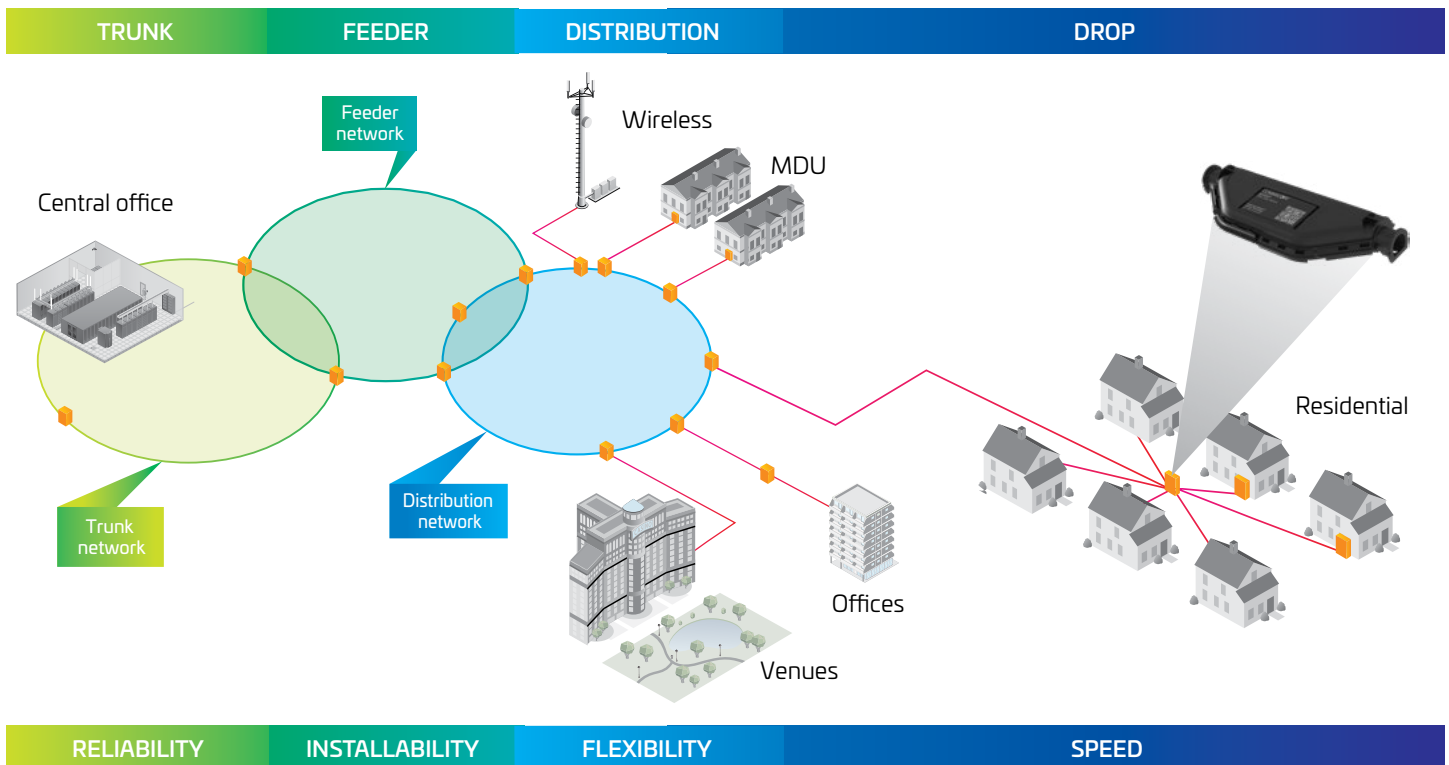 TRUNK
FEEDER
DISTRIBUTION
DROP
Feeder
network
Wireless
MDU
Central office
Residential
Distribution
network
Trunk
network
Offices
Venues
RELIABILITY
INSTALLABILITY
FLEXIBILITY
SPEED